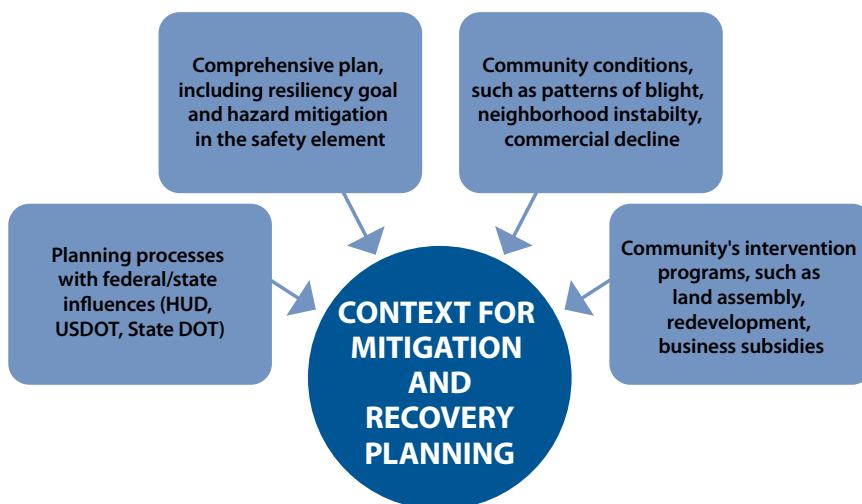 Comprehensive plan,
including resiliency goal
and hazard mitigation
in the safety element
Community conditions,
such as patterns of blight,
neighborhood instabilty,
commercial decline
Planning processes
with federal/state
influences (HUD,
USDOT, State DOT)
Community's intervention
programs, such as
land assembly,
redevelopment,
business subsidies
CONTEXT FOR
MITIGATION
AND
RECOVERY
PLANNING